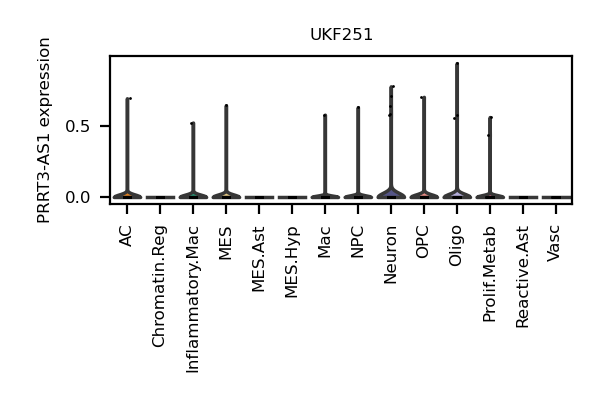 UKF251
PRRT3-AS1 expression
0.5
0.0
AC
Chromatin.Reg
Inflammatory.Mac
MES
MES.Ast
MES.Hyp
Mac
NPC
Neuron
OPC
Oligo
Prolif.Metab
Reactive.Ast
Vasc